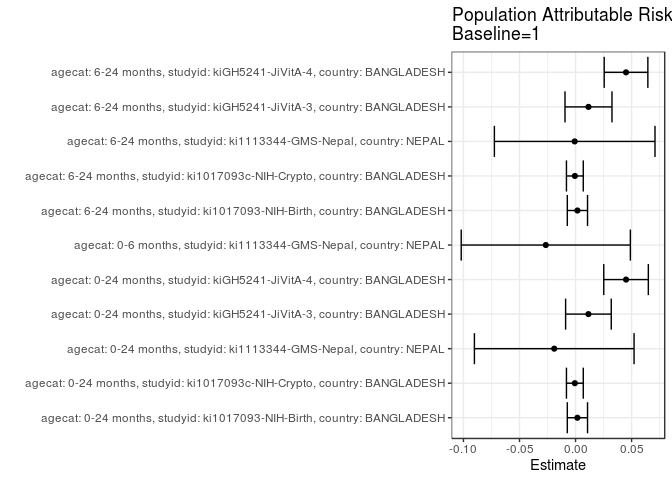 Population Attributable Risk
Baseline=1
agecat: 6-24 months, studyid: kiGH5241-JiVitA-4, country: BANGLADESH
agecat: 6-24 months, studyid: kiGH5241-JiVitA-3, country: BANGLADESH
agecat: 6-24 months, studyid: ki1113344-GMS-Nepal, country: NEPAL
agecat: 6-24 months, studyid: ki1017093c-NIH-Crypto, country: BANGLADESH
agecat: 6-24 months, studyid: ki1017093-NIH-Birth, country: BANGLADESH
agecat: 0-6 months, studyid: ki1113344-GMS-Nepal, country: NEPAL
agecat: 0-24 months, studyid: kiGH5241-JiVitA-4, country: BANGLADESH
agecat: 0-24 months, studyid: kiGH5241-JiVitA-3, country: BANGLADESH
agecat: 0-24 months, studyid: ki1113344-GMS-Nepal, country: NEPAL
agecat: 0-24 months, studyid: ki1017093c-NIH-Crypto, country: BANGLADESH
agecat: 0-24 months, studyid: ki1017093-NIH-Birth, country: BANGLADESH
-0.10 -0.05 0.00 0.05
Estimate